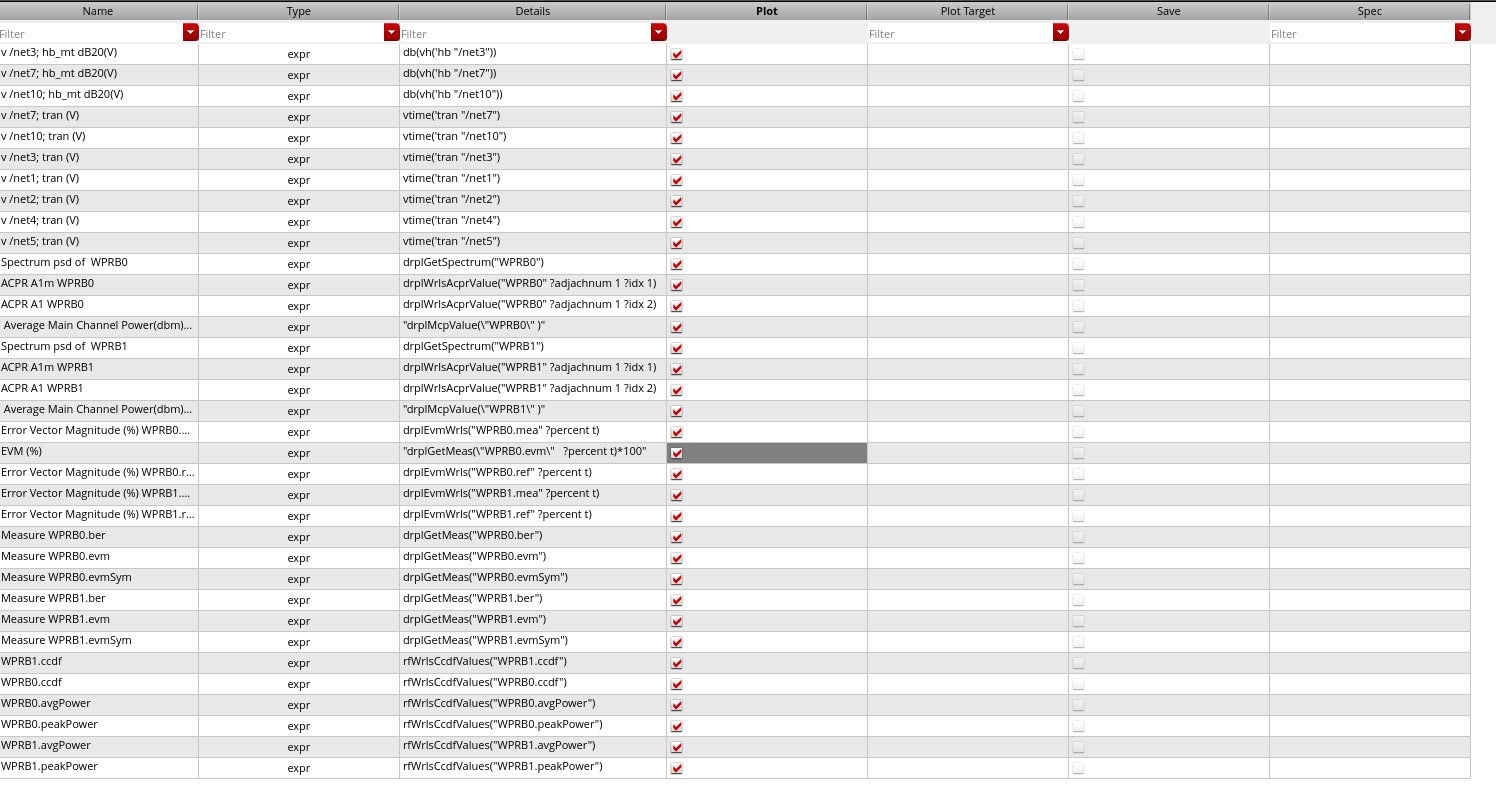 Name Type Details Plot Plot Target Save Spec
Filter Filter Filter Filter Filter
v /net3; hb_mt dB20(V) expr db(vh('hb "/net3"))
v /net7; hb_mt dB20(V) expr db(vh('hb "/net7"))
v /net10; hb_mt dB20(V) expr db(vh('hb "/net10"))
v /net7; tran (V) expr vtime('tran "/net7")
v /net10; tran (V) expr vtime('tran "/net10")
v /net3; tran (V) expr vtime('tran "/net3")
v /net1; tran (V) expr vtime('tran "/net1")
v /net2; tran (V) expr vtime('tran "/net2")
v /net4; tran (V) expr vtime('tran "/net4")
v /net5; tran (V) expr vtime('tran "/net5")
Spectrum psd of  WPRB0 expr drplGetSpectrum("WPRB0")
ACPR A1m WPRB0 expr drplWrlsAcprValue("WPRB0" ?adjachnum 1 ?idx 1)
ACPR A1 WPRB0 expr drplWrlsAcprValue("WPRB0" ?adjachnum 1 ?idx 2)
Average Main Channel Power(dbm)... expr "drplMcpValue(\"WPRB0\" )"
Spectrum psd of  WPRB1 expr drplGetSpectrum("WPRB1")
ACPR A1m WPRB1 expr drplWrlsAcprValue("WPRB1" ?adjachnum 1 ?idx 1)
ACPR A1 WPRB1 expr drplWrlsAcprValue("WPRB1" ?adjachnum 1 ?idx 2)
Average Main Channel Power(dbm)... expr "drplMcpValue(\"WPRB1\" )"
Error Vector Magnitude (%) WPRB0.... expr drplEvmWrls("WPRB0.mea" ?percent t)
EVM (%) expr "drplGetMeas(\"WPRB0.evm\"   ?percent t)*100"
Error Vector Magnitude (%) WPRB0.r... expr drplEvmWrls("WPRB0.ref" ?percent t)
Error Vector Magnitude (%) WPRB1.... expr drplEvmWrls("WPRB1.mea" ?percent t)
Error Vector Magnitude (%) WPRB1.r... expr drplEvmWrls("WPRB1.ref" ?percent t)
Measure WPRB0.ber expr drplGetMeas("WPRB0.ber")
Measure WPRB0.evm expr drplGetMeas("WPRB0.evm")
Measure WPRB0.evmSym expr drplGetMeas("WPRB0.evmSym")
Measure WPRB1.ber expr drplGetMeas("WPRB1.ber")
Measure WPRB1.evm expr drplGetMeas("WPRB1.evm")
Measure WPRB1.evmSym expr drplGetMeas("WPRB1.evmSym")
WPRB1.ccdf expr rfWrlsCcdfValues("WPRB1.ccdf")
WPRB0.ccdf expr rfWrlsCcdfValues("WPRB0.ccdf")
WPRB0.avgPower expr rfWrlsCcdfValues("WPRB0.avgPower")
WPRB0.peakPower expr rfWrlsCcdfValues("WPRB0.peakPower")
WPRB1.avgPower expr rfWrlsCcdfValues("WPRB1.avgPower")
WPRB1.peakPower expr rfWrlsCcdfValues("WPRB1.peakPower")